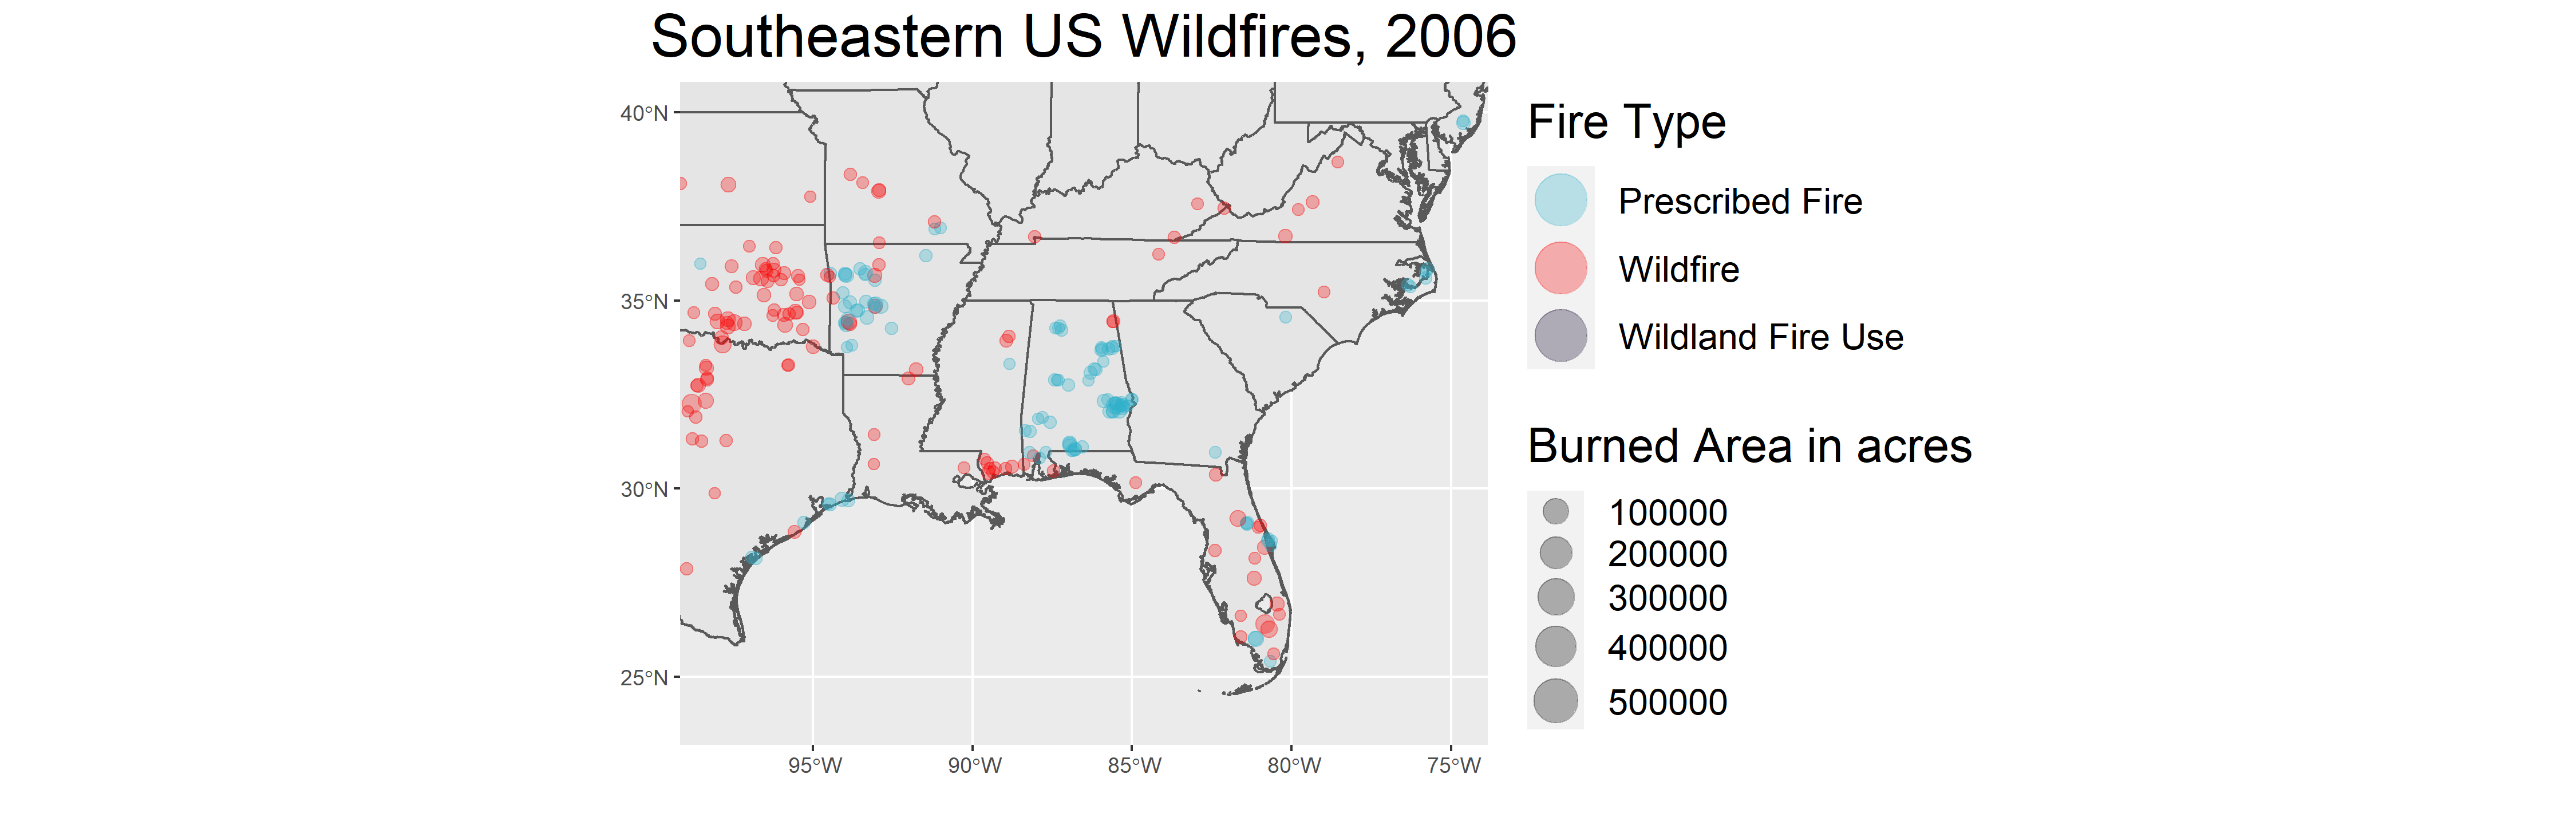 Southeastern US Wildfires, 2006
40°N
35°N
30°N
25°N
95°W
90°W
85°W
80°W
75°W
Fire Type
Prescribed Fire
Wildfire
Wildland Fire Use
Burned Area in acres
100000
200000
300000
400000
500000